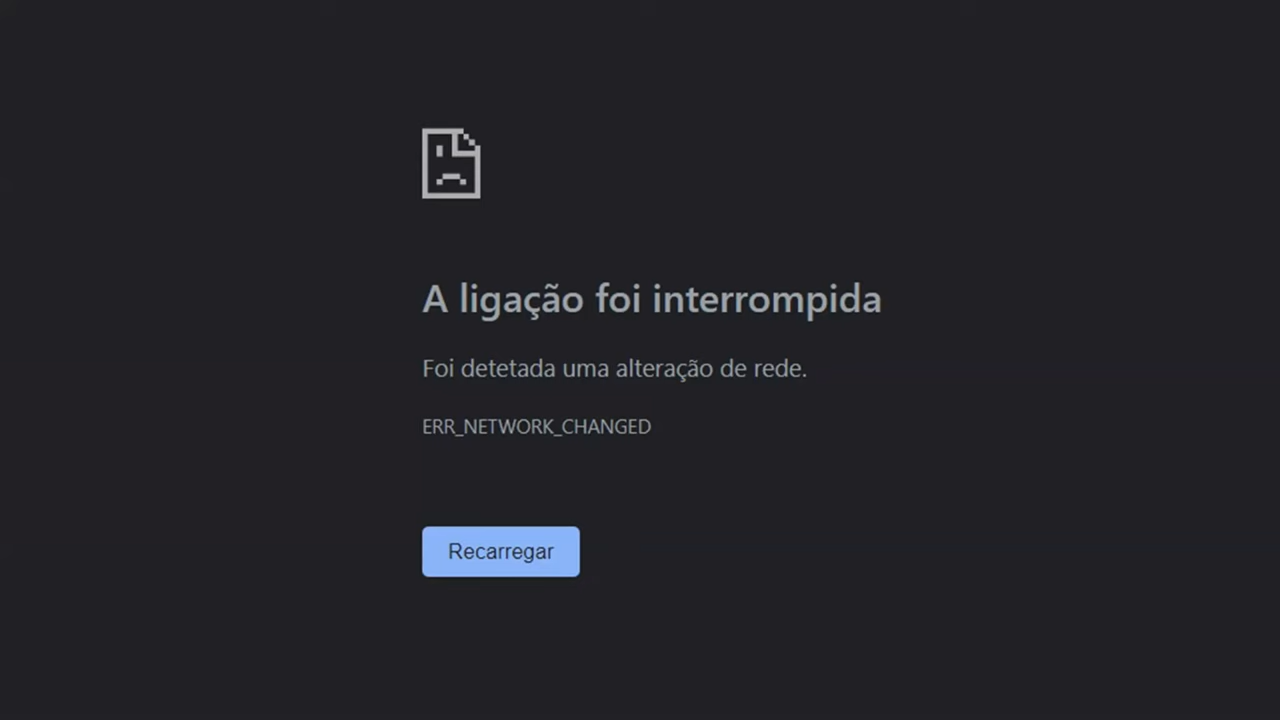 A ligação foi interrompida
Foi detetada uma alteração de rede.
ERR_NETWORK_CHANGED
Recarregar